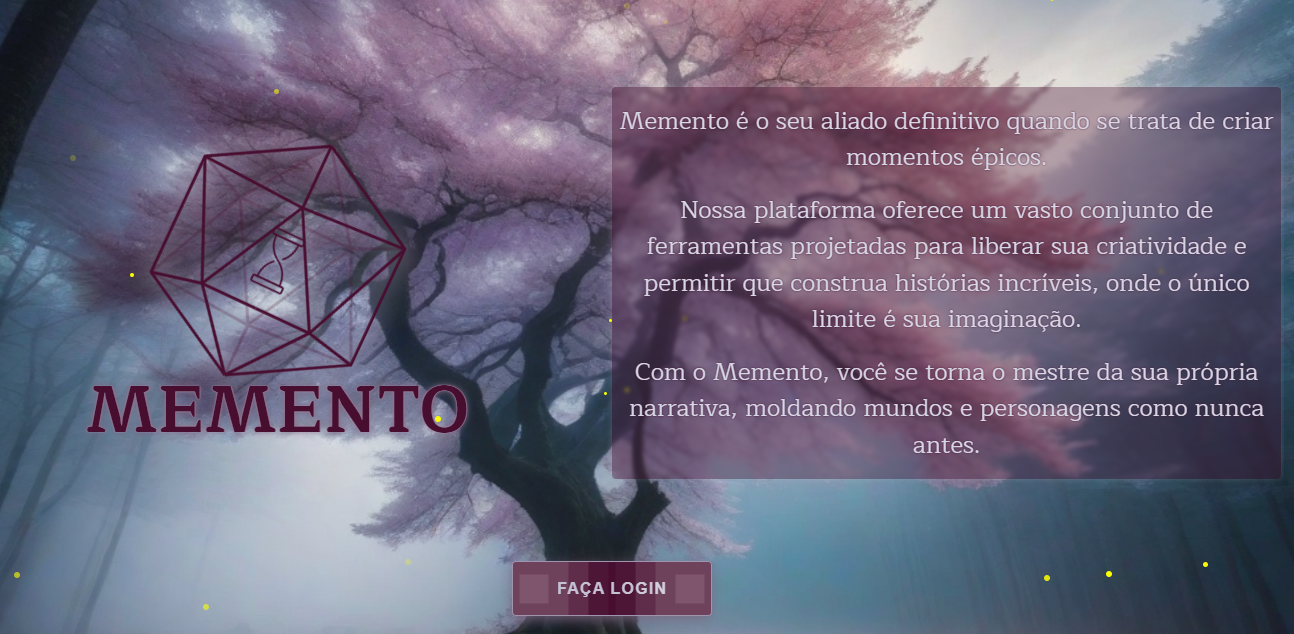 MEMENTO
Memento é o seu aliado definitivo quando se trata de criar
momentos épicos.
Nossa plataforma oferece um vasto conjunto de
ferramentas projetadas para liberar sua criatividade e
permitir que construa histórias incríveis, onde o único
limite é sua imaginação.
Com o Memento, você se torna o mestre da sua própria
narrativa, moldando mundos e personagens como nunca
antes.
FAÇA LOGIN